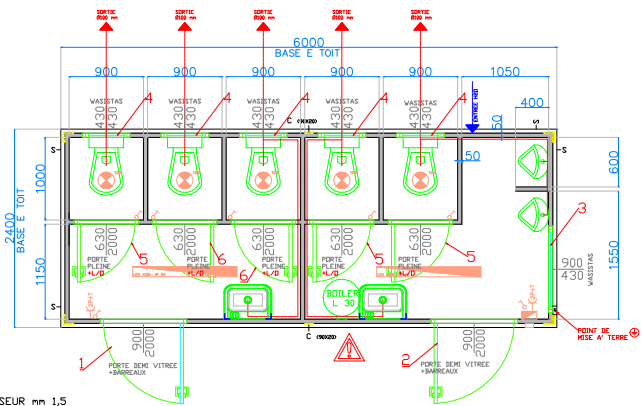 SORTIE
Ø100 mm
SORTIE
Ø100 mm
SORTIE
Ø100 mm
SORTIE
Ø100 mm
SORTIE
Ø100 mm
6000
BASE E TOIT
900
900
900
900
900
1050
400
WASISTAS
430
430
4
WASISTAS
430
430
4
WASISTAS
430
430
4
WASISTAS
430
430
4
WASISTAS
430
430
4
ENTREE H2O
C (90X20)
50
50
S
S
S
S
S
2400
BASE E TOIT
1000
1150
600
1550
3
630
2000
PORTE
PLEINE
+L/O
5
630
2000
PORTE
PLEINE
+L/O
6
630
2000
PORTE
PLEINE
+L/O
6
630
2000
PORTE
PLEINE
+L/O
5
630
2000
PORTE
PLEINE
+L/O
5
900
430
WASISTAS
BOILER
L 30
2P+T
2P+T
C (90X20)
POINT DE
MISE A' TERRE
1
900
2000
PORTE DEMI VITREE
+BARREAUX
2
900
2000
PORTE DEMI VITREE
+BARREAUX
SEUR mm 1,5